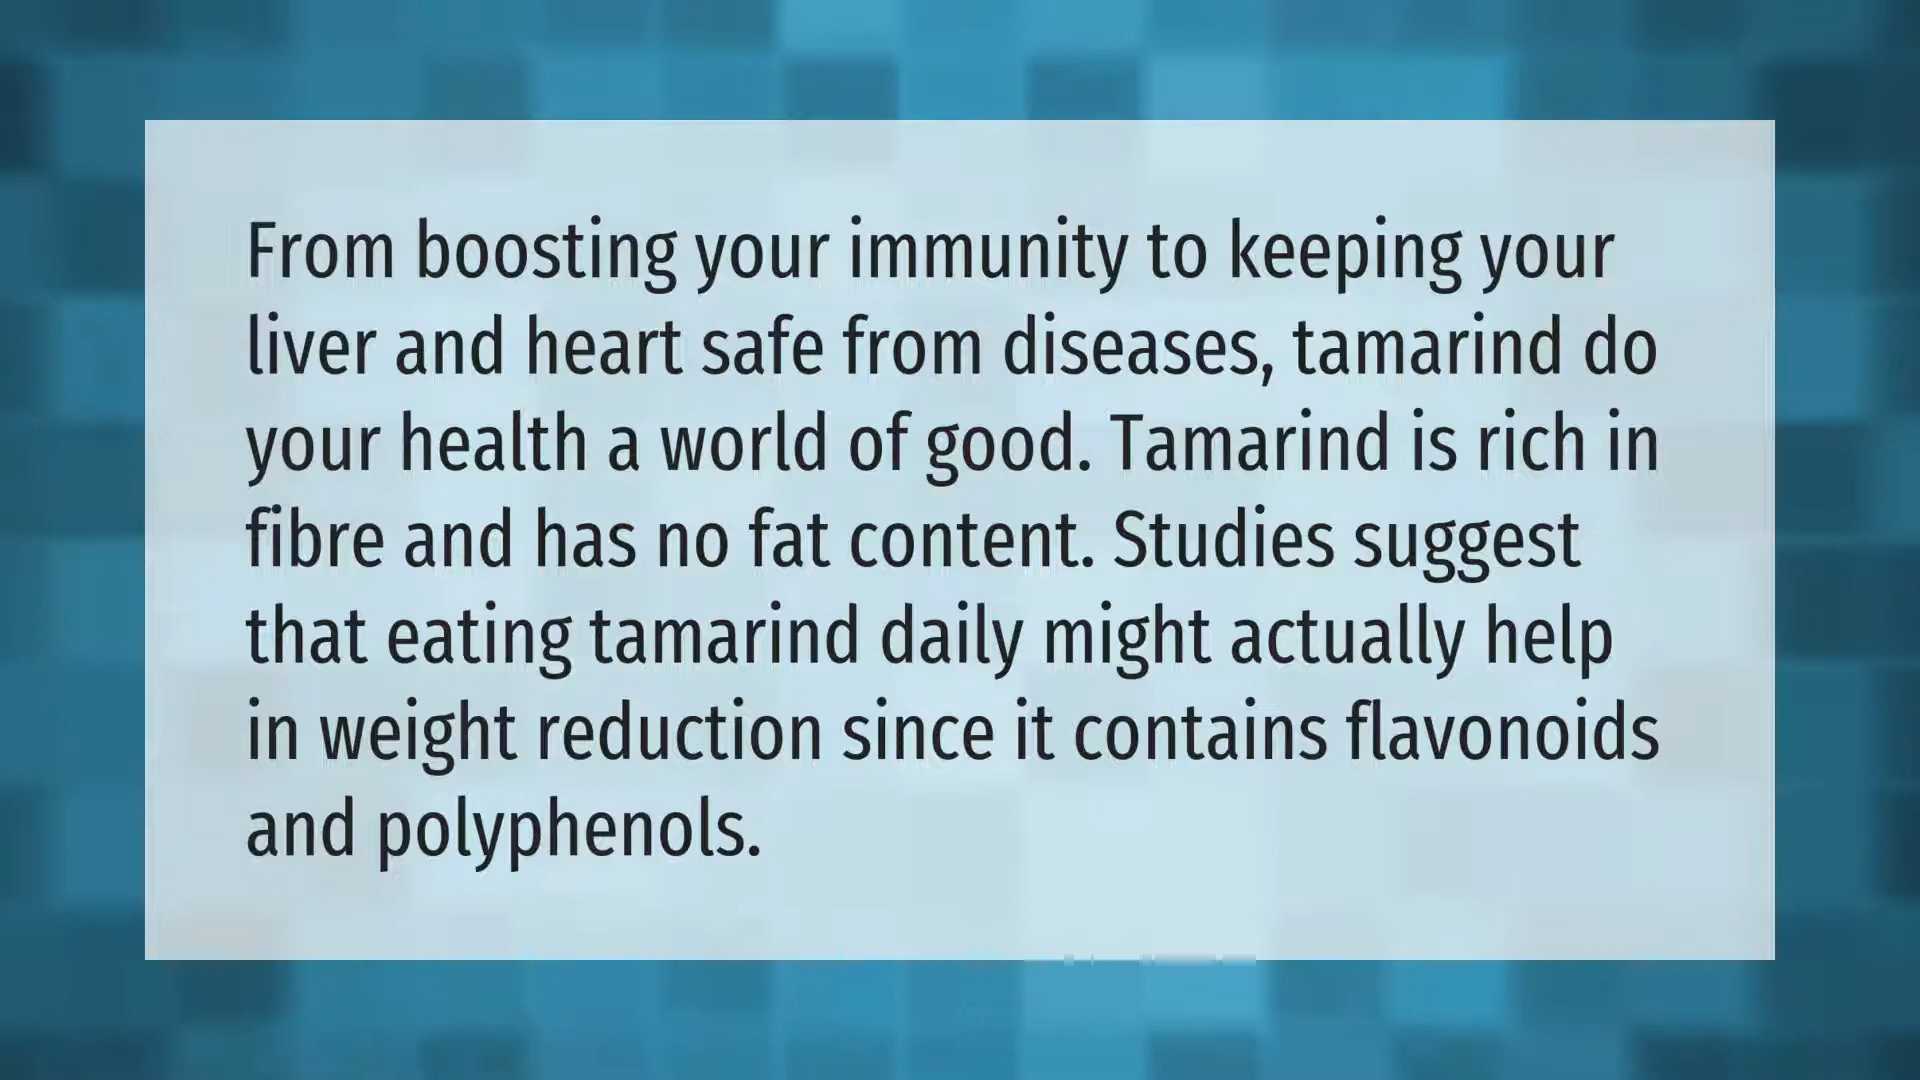 From boosting your immunity to keeping your
liver and heart safe from diseases, tamarind do
your health a world of good. Tamarind is rich in
fibre and has no fat content. Studies suggest
that eating tamarind daily might actually help
in weight reduction since it contains flavonoids
and polyphenols.